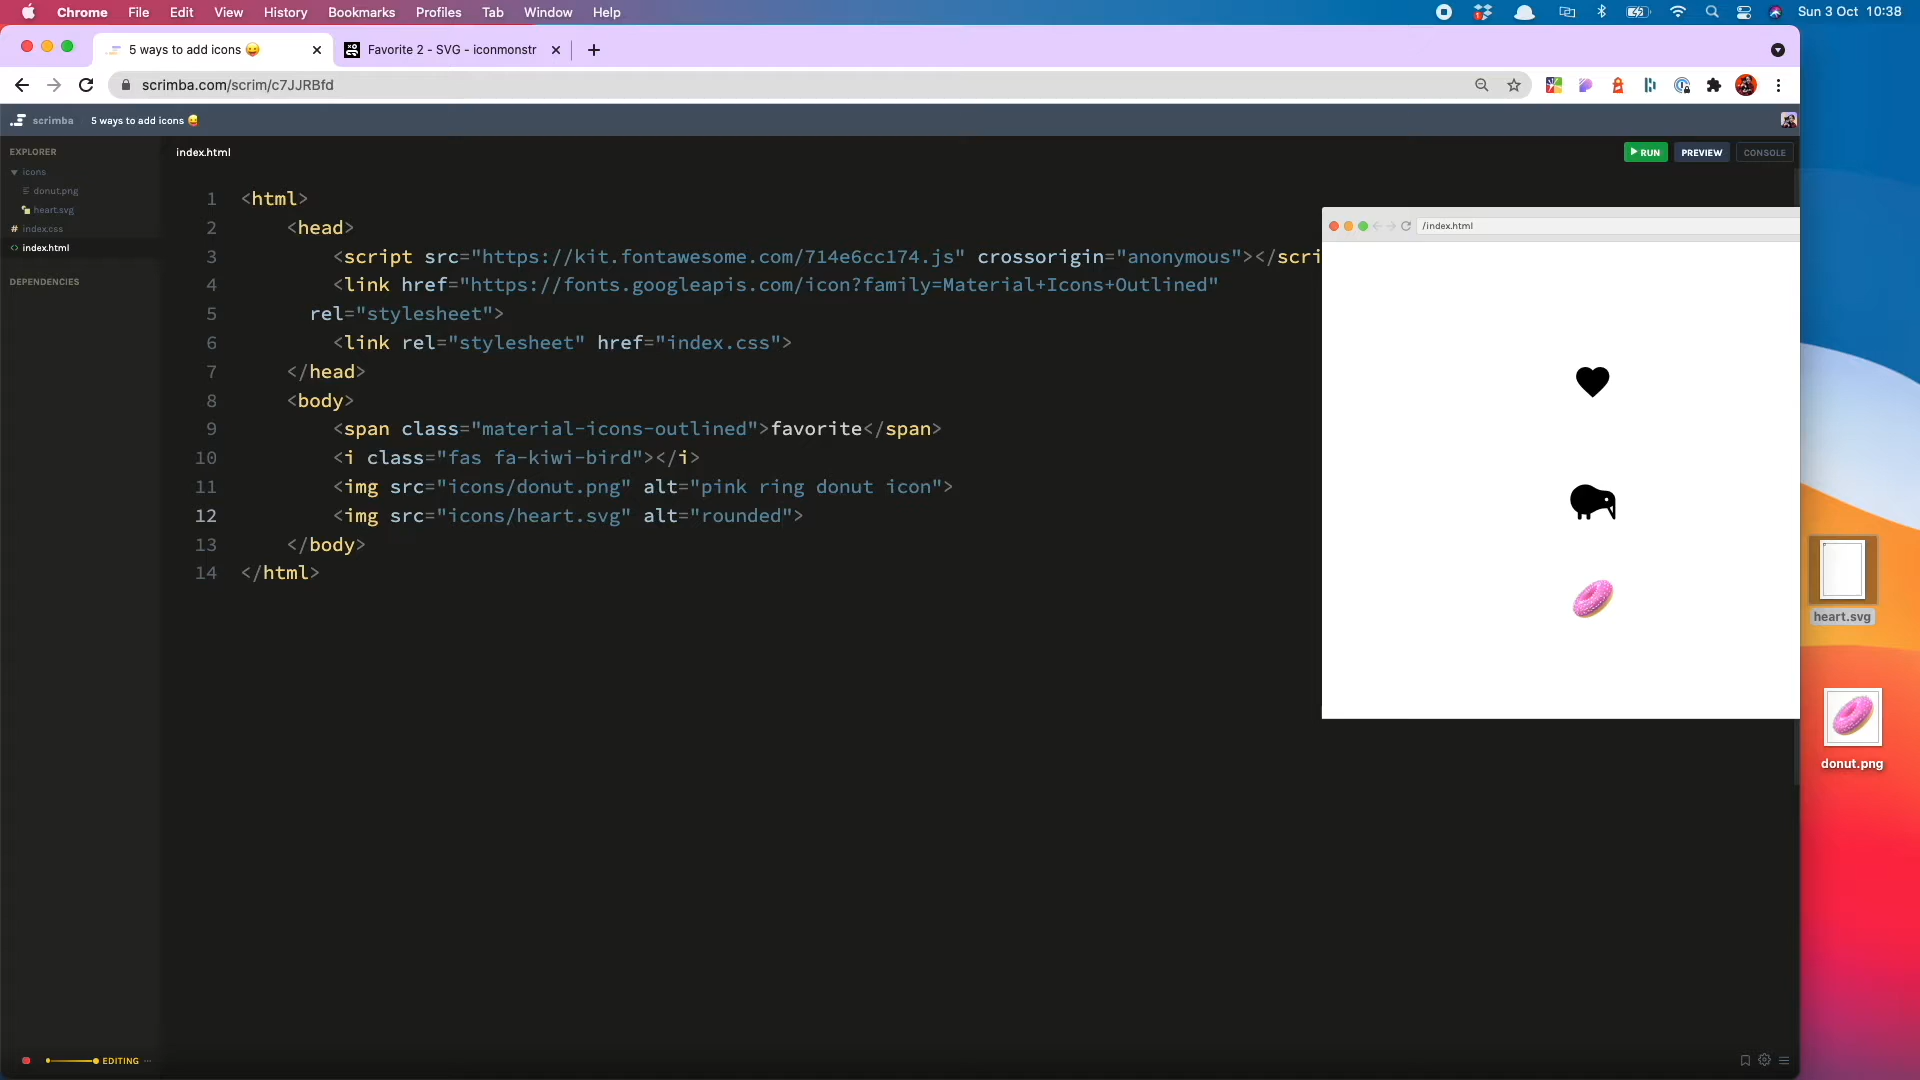 Chrome File Edit View History Bookmarks Profiles Tab Window Help Sun 3 Oct 10:38
5 ways to add icons 😛 Favorite 2 - SVG - iconmonstr
scrimba.com/scrim/c7JJRBfd
scrimba 5 ways to add icons 😛
EXPLORER
icons
donut.png
heart.svg
# index.css
<> index.html
DEPENDENCIES
index.html
RUN PREVIEW CONSOLE
1 <html>
2 <head>
3 <script src="https://kit.fontawesome.com/714e6cc174.js" crossorigin="anonymous"></scri
4 <link href="https://fonts.googleapis.com/icon?family=Material+Icons+Outlined"
5 rel="stylesheet">
6 <link rel="stylesheet" href="index.css">
7 </head>
8 <body>
9 <span class="material-icons-outlined">favorite</span>
10 <i class="fas fa-kiwi-bird"></i>
11 <img src="icons/donut.png" alt="pink ring donut icon">
12 <img src="icons/heart.svg" alt="rounded">
13 </body>
14 </html>
/index.html
heart.svg
donut.png
EDITING ...